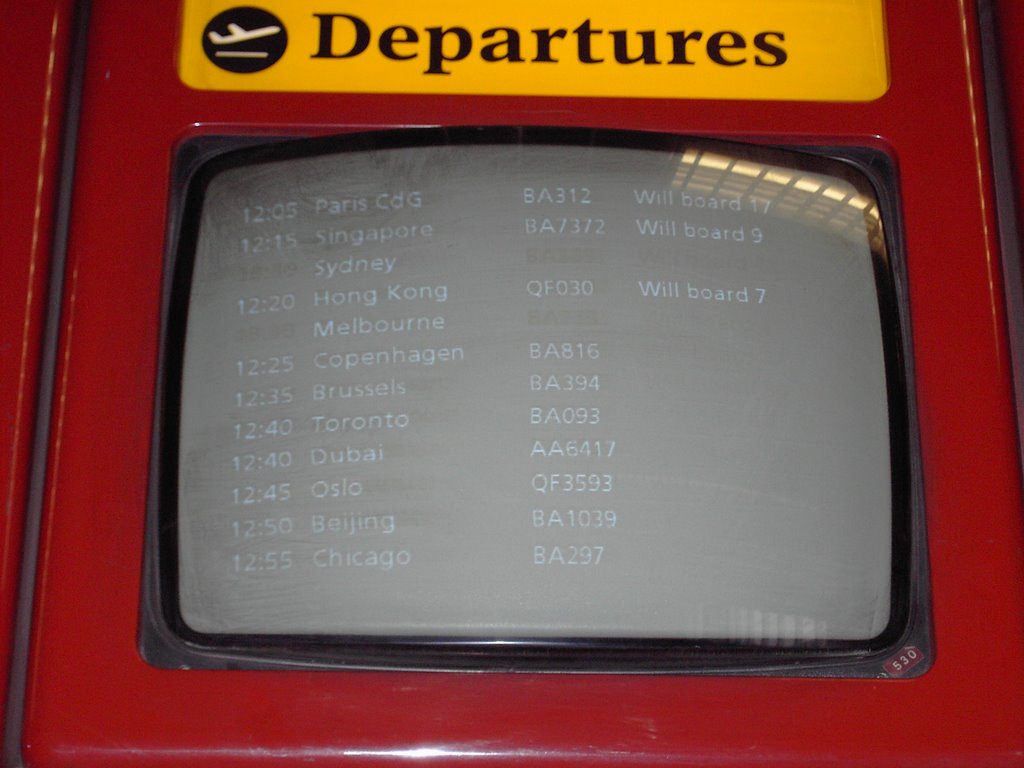 Departures
12:05 Paris CdG BA312 Will board 17
12:15 Singapore BA7372 Will board 9
Sydney
12:20 Hong Kong QF030 Will board 7
Melbourne
12:25 Copenhagen BA816
12:35 Brussels BA394
12:40 Toronto BA093
12:40 Dubai AA6417
12:45 Oslo QF3593
12:50 Beijing BA1039
12:55 Chicago BA297
530